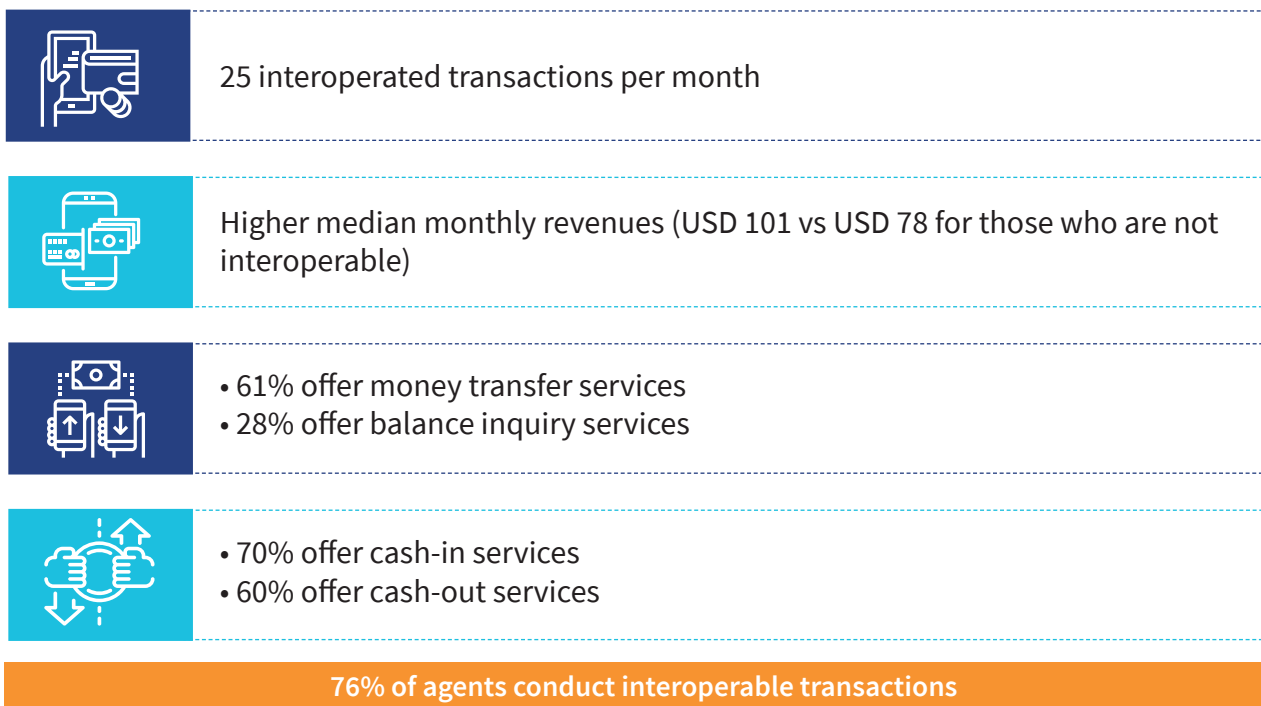 25 interoperated transactions per month
Higher median monthly revenues (USD 101 vs USD 78 for those who are not
interoperable)
• 61% offer money transfer services
• 28% offer balance inquiry services
• 70% offer cash-in services
• 60% offer cash-out services
76% of agents conduct interoperable transactions